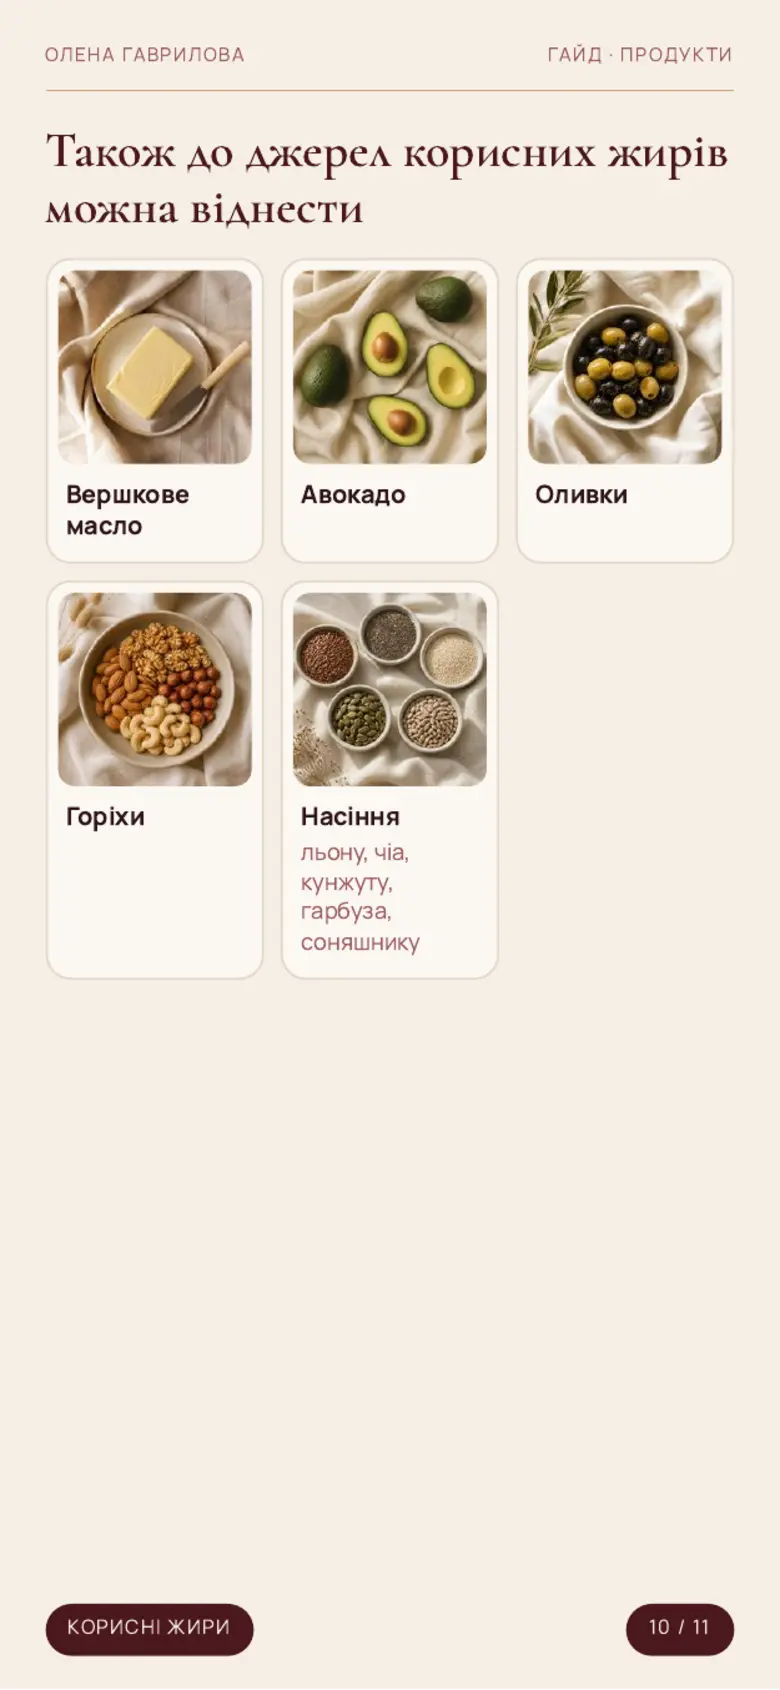 ОЛЕНА ГАВРИЛОВА
ГАЙД · ПРОДУКТИ
Також до джерел корисних жирів
можна віднести
Вершкове
масло
Авокадо
Оливки
Горіхи
Насіння
льону, чіа,
кунжуту,
гарбуза,
соняшнику
КОРИСНІ ЖИРИ
10 / 11